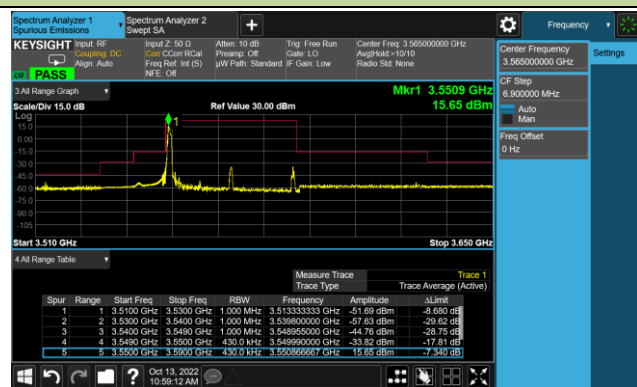 Spectrum Analyzer 1
Spurious Emissions
Spectrum Analyzer 2
Swept SA
Frequency
KEYSIGHT
Input: RF
Coupling: DC
Align: Auto
Input Z: 50 Ω
Corr CCorr RCal
Freq Ref: Int (S)
NFE: Off
Atten: 10 dB
Preamp: Off
µW Path: Standard
Trig: Free Run
Gate: LO
IF Gain: Low
Center Freq: 3.565000000 GHz
Avg|Hold:>10/10
Radio Std: None
PASS
3 All Range Graph
Scale/Div 15.0 dB
Ref Value 30.00 dBm
Mkr1 3.5509 GHz
15.65 dBm
Log
15.0
0.00
-15.0
-30.0
-45.0
-60.0
-75.0
-90.0
-105
1
Start 3.510 GHz
Stop 3.650 GHz
4 All Range Table
Measure Trace Trace 1
Trace Type Trace Average (Active)
Spur Range Start Freq Stop Freq RBW Frequency Amplitude ΔLimit
1 1 3.5100 GHz 3.5300 GHz 1.000 MHz 3.513333333 GHz -51.69 dBm -8.680 dB
2 2 3.5300 GHz 3.5400 GHz 1.000 MHz 3.539800000 GHz -57.63 dBm -29.62 dB
3 3 3.5400 GHz 3.5490 GHz 1.000 MHz 3.548955000 GHz -44.76 dBm -28.75 dB
4 4 3.5490 GHz 3.5500 GHz 430.0 kHz 3.549990000 GHz -33.82 dBm -17.81 dB
5 5 3.5500 GHz 3.5900 GHz 430.0 kHz 3.550866667 GHz 15.65 dBm -7.340 dB
Oct 13, 2022
10:59:12 AM
Center Frequency
3.565000000 GHz
CF Step
6.900000 MHz
Auto
Man
Freq Offset
0 Hz
Settings